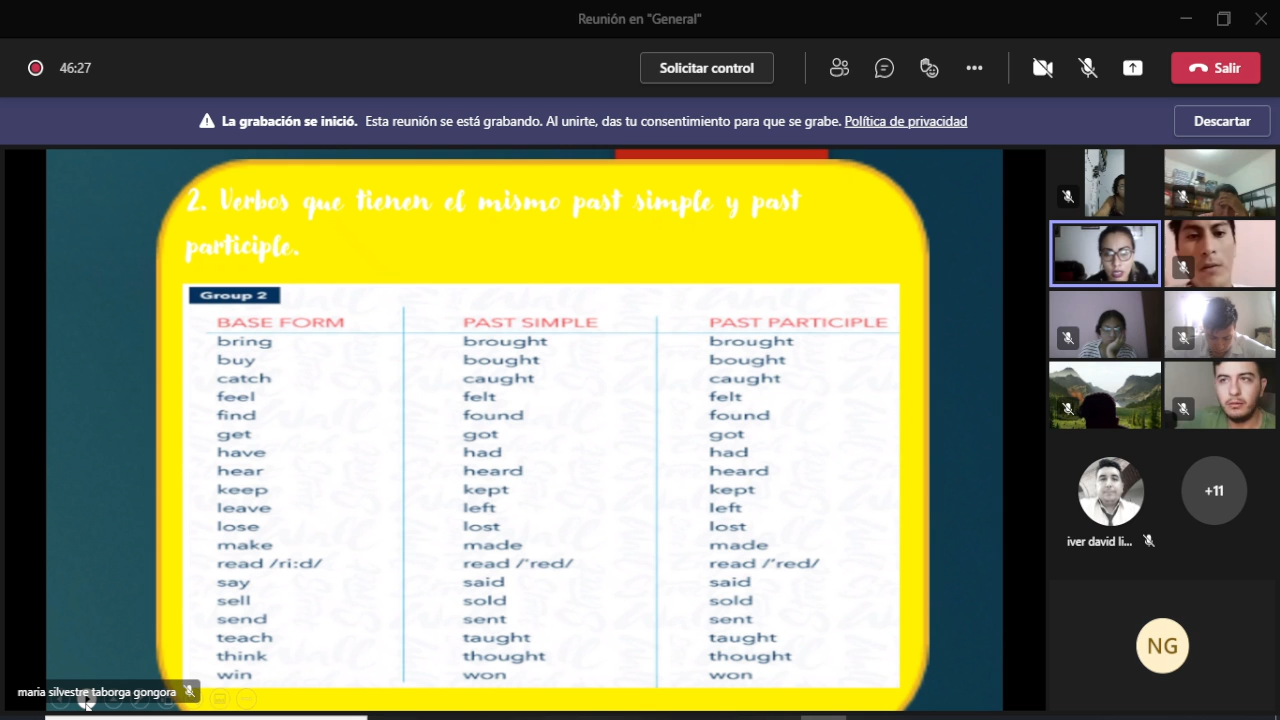 Reunión en "General"
46:27
Solicitar control
Salir
La grabación se inició. Esta reunión se está grabando. Al unirte, das tu consentimiento para que se grabe. Política de privacidad
Descartar
2. Verbos que tienen el mismo past simple y past
participle.
Group 2
BASE FORM PAST SIMPLE PAST PARTICIPLE
bring brought brought
buy bought bought
catch caught caught
feel felt felt
find found found
get got got
have had had
hear heard heard
keep kept kept
leave left left
lose lost lost
make made made
read /ri:d/ read /'red/ read /'red/
say said said
sell sold sold
send sent sent
teach taught taught
think thought thought
win won won
maria silvestre taborga gongora
+11
iver david li...
NG